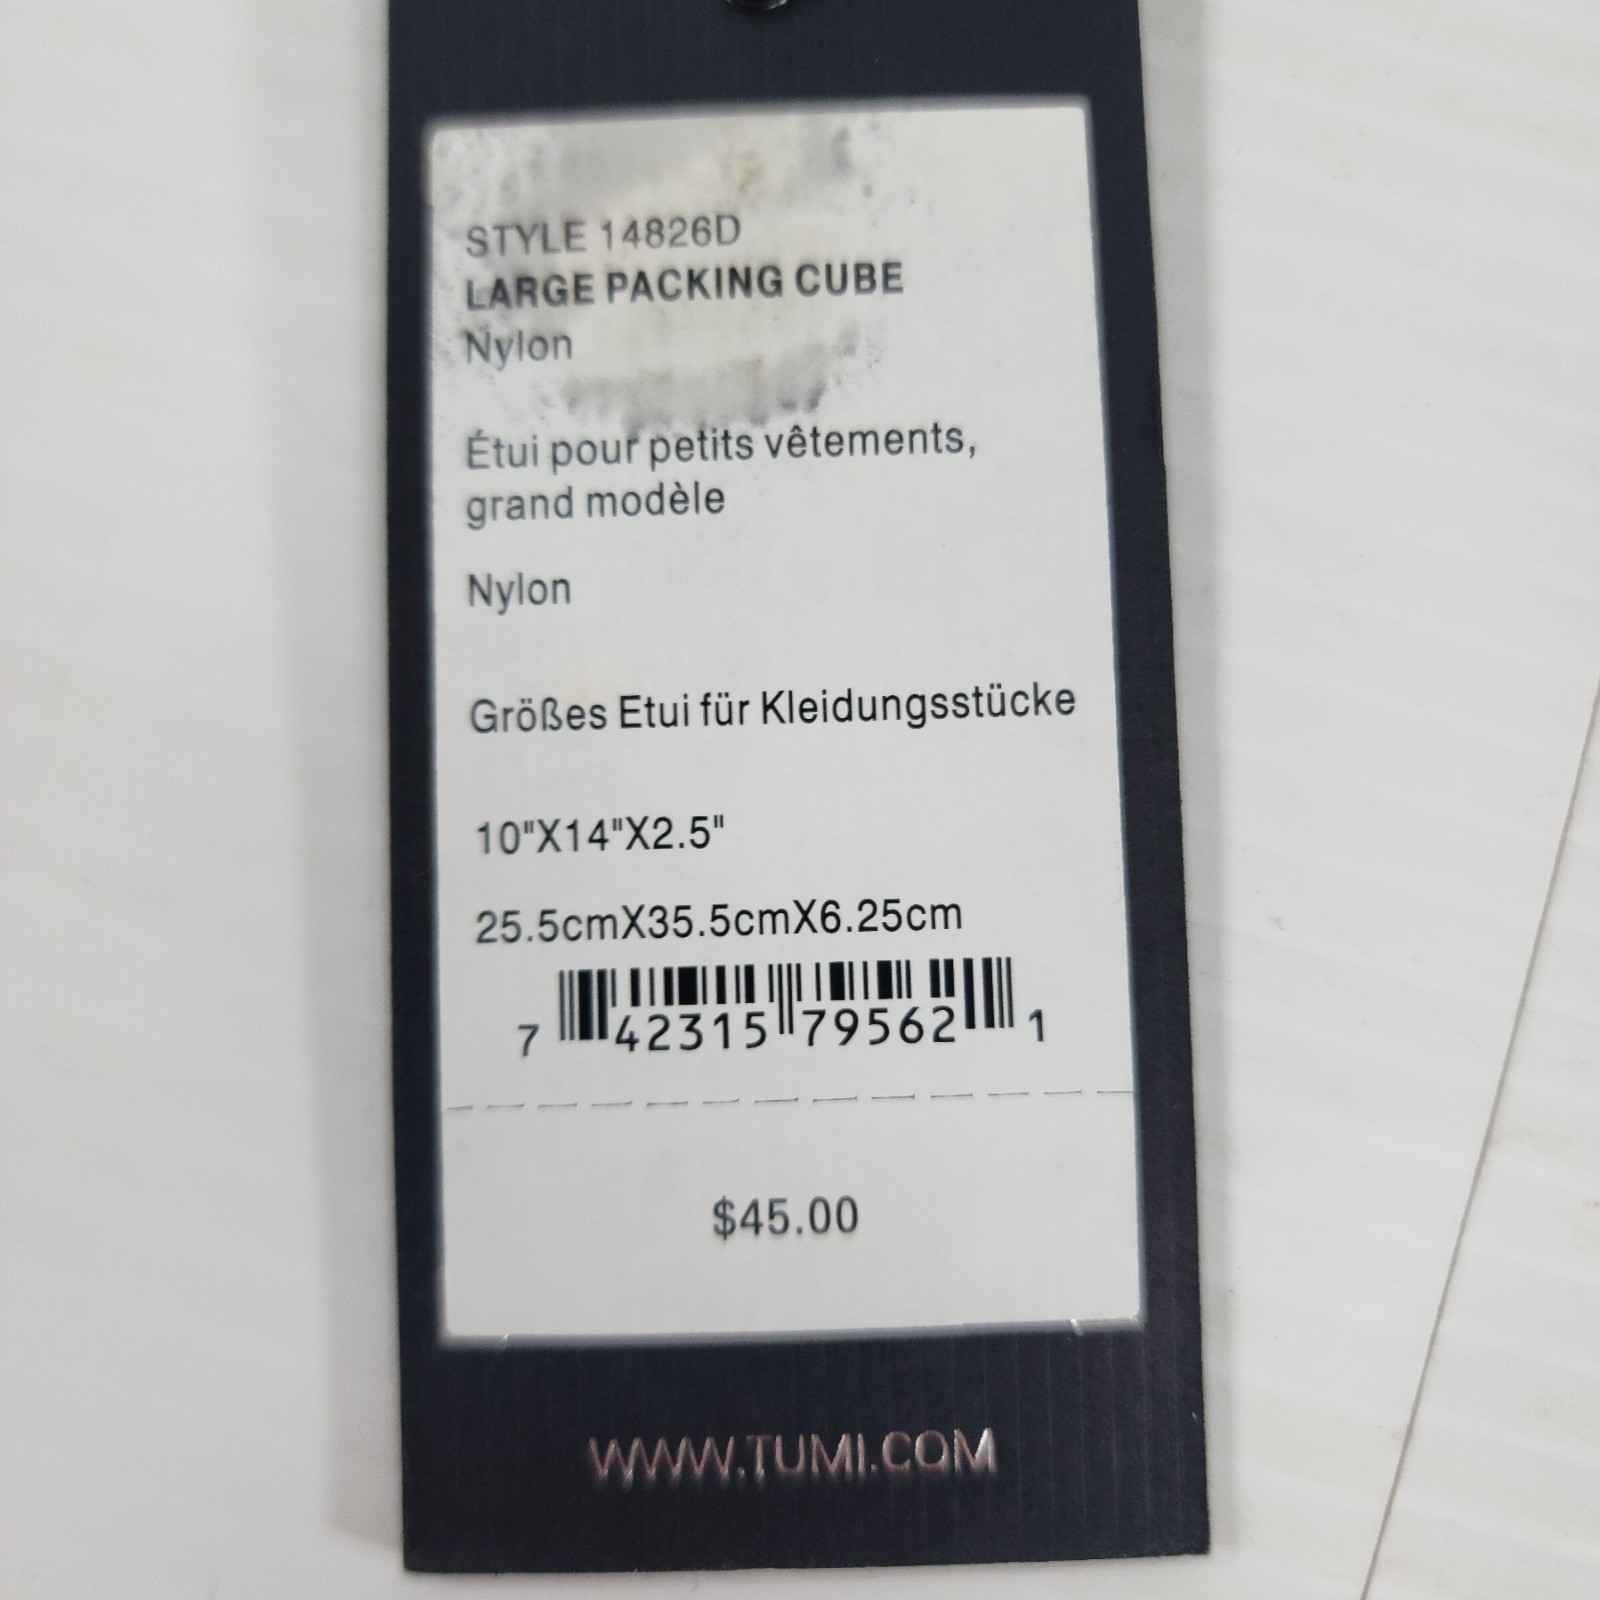 STYLE 14826D
LARGE PACKING CUBE
Nylon
Étui pour petits vêtements,
grand modèle
Nylon
Größes Etui für Kleidungsstücke
10"X14"X2.5"
25.5cmX35.5cmX6.25cm
7 42315 79562 1
$45.00
WWW.TUMI.COM